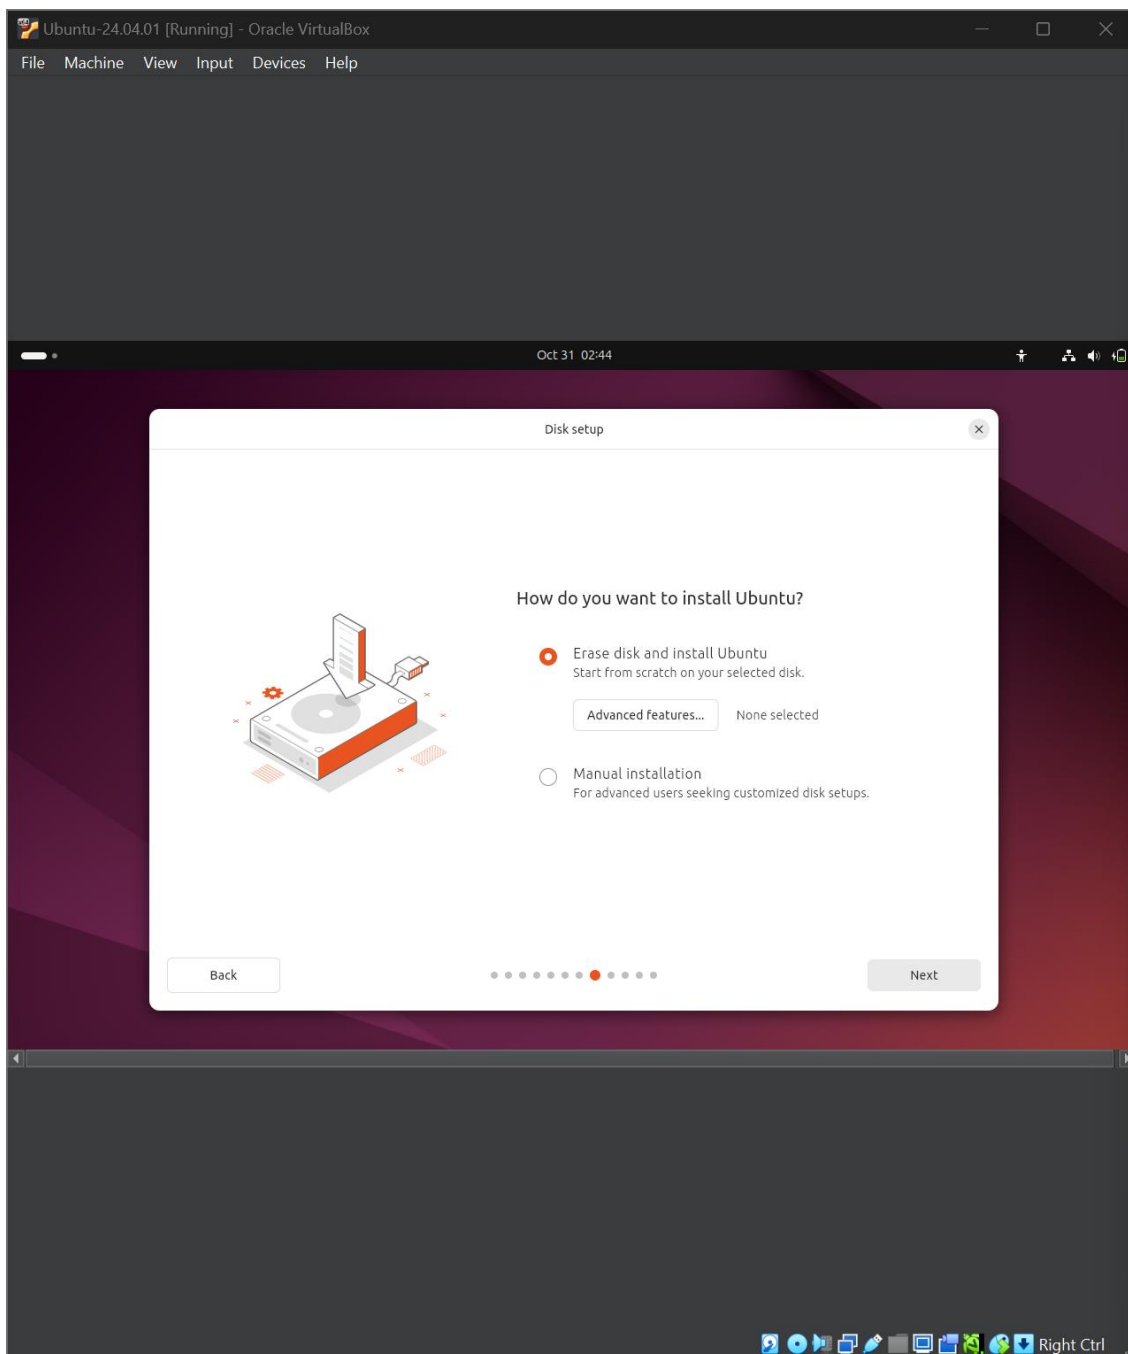 Ubuntu-24.04.01 [Running] - Oracle VirtualBox
File Machine View Input Devices Help
Oct 31 02:44
Disk setup
How do you want to install Ubuntu?
Erase disk and install Ubuntu
Start from scratch on your selected disk.
Advanced features... None selected
Manual installation
For advanced users seeking customized disk setups.
Back Next
Right Ctrl